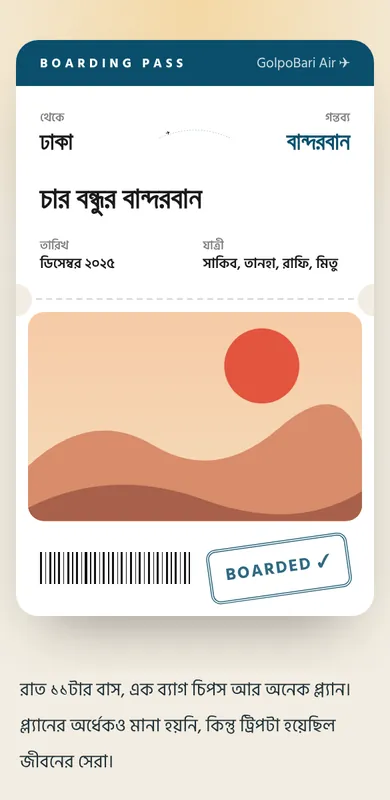 BOARDING PASS
GolpoBari Air ✈
থেকে
গন্তব্য
ঢাকা
বান্দরবান
চার বন্ধুর বান্দরবান
তারিখ
যাত্রী
ডিসেম্বর ২০২৫
সাকিব, তানহা, রাফি, মিতু
BOARDED ✓
রাত ১১টার বাস, এক ব্যাগ চিপস আর অনেক প্ল্যান।
প্ল্যানের অর্ধেকও মানা হয়নি, কিন্তু ট্রিপটা হয়েছিল
জীবনের সেরা।